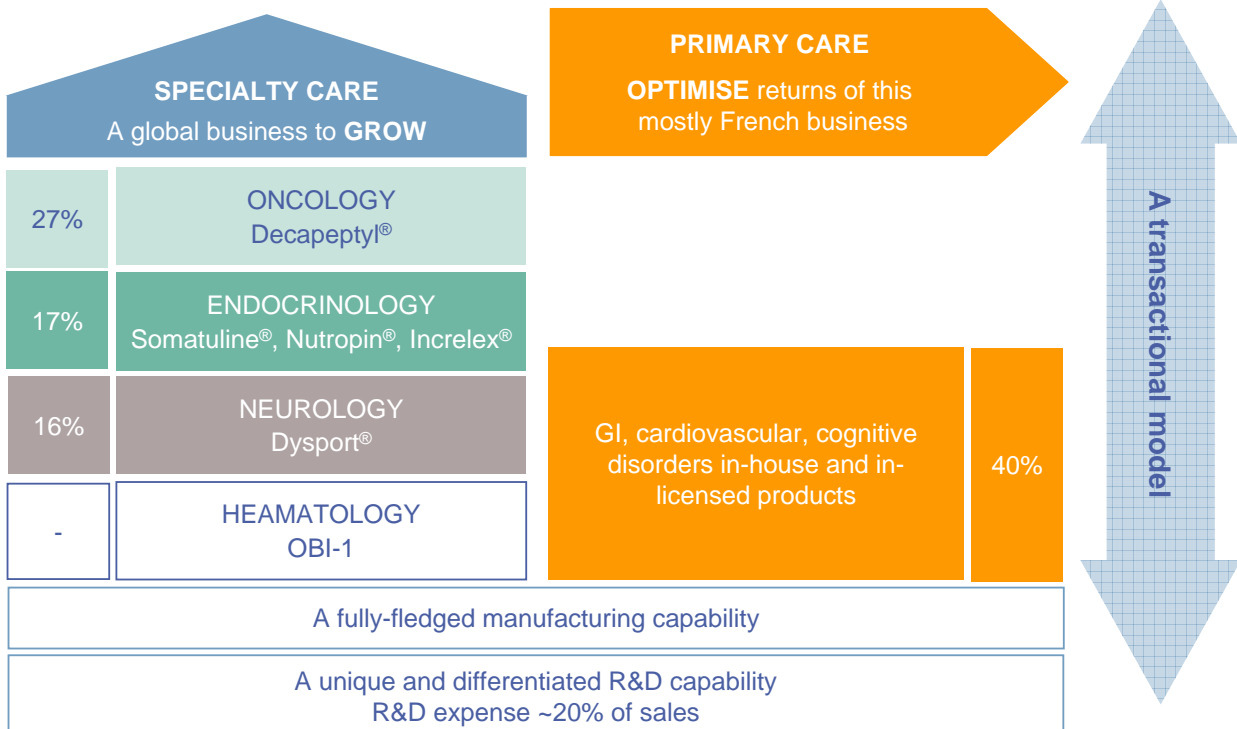 SPECIALTY CARE
A global business to GROW
PRIMARY CARE
OPTIMISE returns of this
mostly French business
27%
ONCOLOGY
Decapeptyl®
17%
ENDOCRINOLOGY
Somatuline®, Nutropin®, Increlex®
16%
NEUROLOGY
Dysport®
-
HEAMATOLOGY
OBI-1
GI, cardiovascular, cognitive
disorders in-house and in-
licensed products
40%
A fully-fledged manufacturing capability
A unique and differentiated R&D capability
R&D expense ~20% of sales
A transactional model